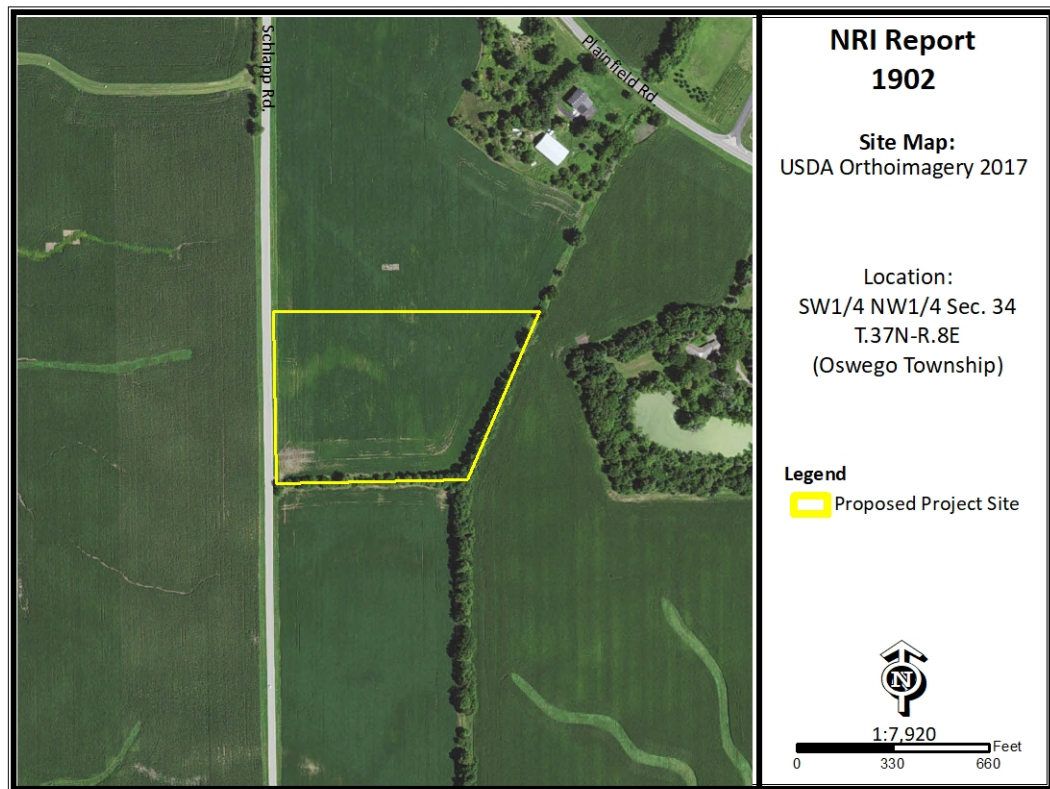 Schlapp Rd.
Plainfield Rd.
NRI Report
1902
Site Map:
USDA Orthoimagery 2017
Location:
SW1/4 NW1/4 Sec. 34
T.37N-R.8E
(Oswego Township)
Legend
Proposed Project Site
N
1:7,920
Feet
0 330 660